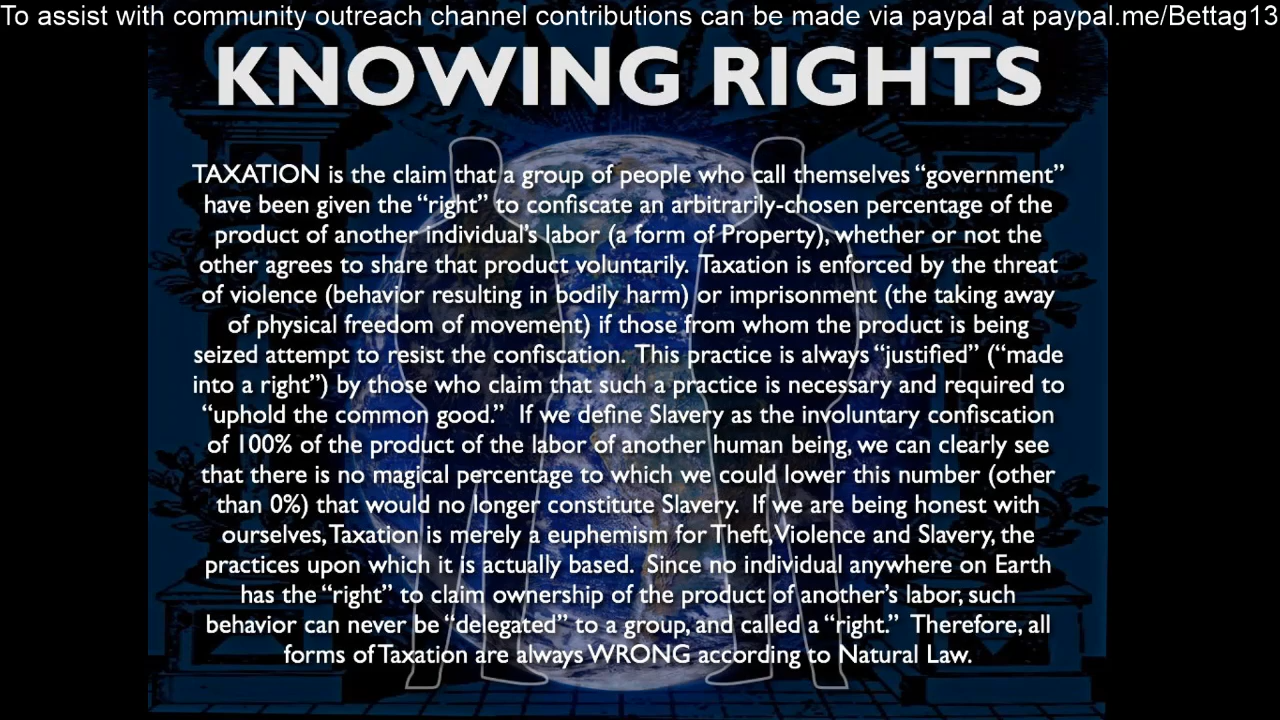 To assist with community outreach channel contributions can be made via paypal at paypal.me/Bettag13
KNOWING RIGHTS
TAXATION is the claim that a group of people who call themselves “government”
have been given the “right” to confiscate an arbitrarily-chosen percentage of the
product of another individual’s labor (a form of Property), whether or not the
other agrees to share that product voluntarily. Taxation is enforced by the threat
of violence (behavior resulting in bodily harm) or imprisonment (the taking away
of physical freedom of movement) if those from whom the product is being
seized attempt to resist the confiscation. This practice is always “justified” (“made
into a right”) by those who claim that such a practice is necessary and required to
“uphold the common good.” If we define Slavery as the involuntary confiscation
of 100% of the product of the labor of another human being, we can clearly see
that there is no magical percentage to which we could lower this number (other
than 0%) that would no longer constitute Slavery. If we are being honest with
ourselves, Taxation is merely a euphemism for Theft, Violence and Slavery, the
practices upon which it is actually based. Since no individual anywhere on Earth
has the “right” to claim ownership of the product of another’s labor, such
behavior can never be “delegated” to a group, and called a “right.” Therefore, all
forms of Taxation are always WRONG according to Natural Law.